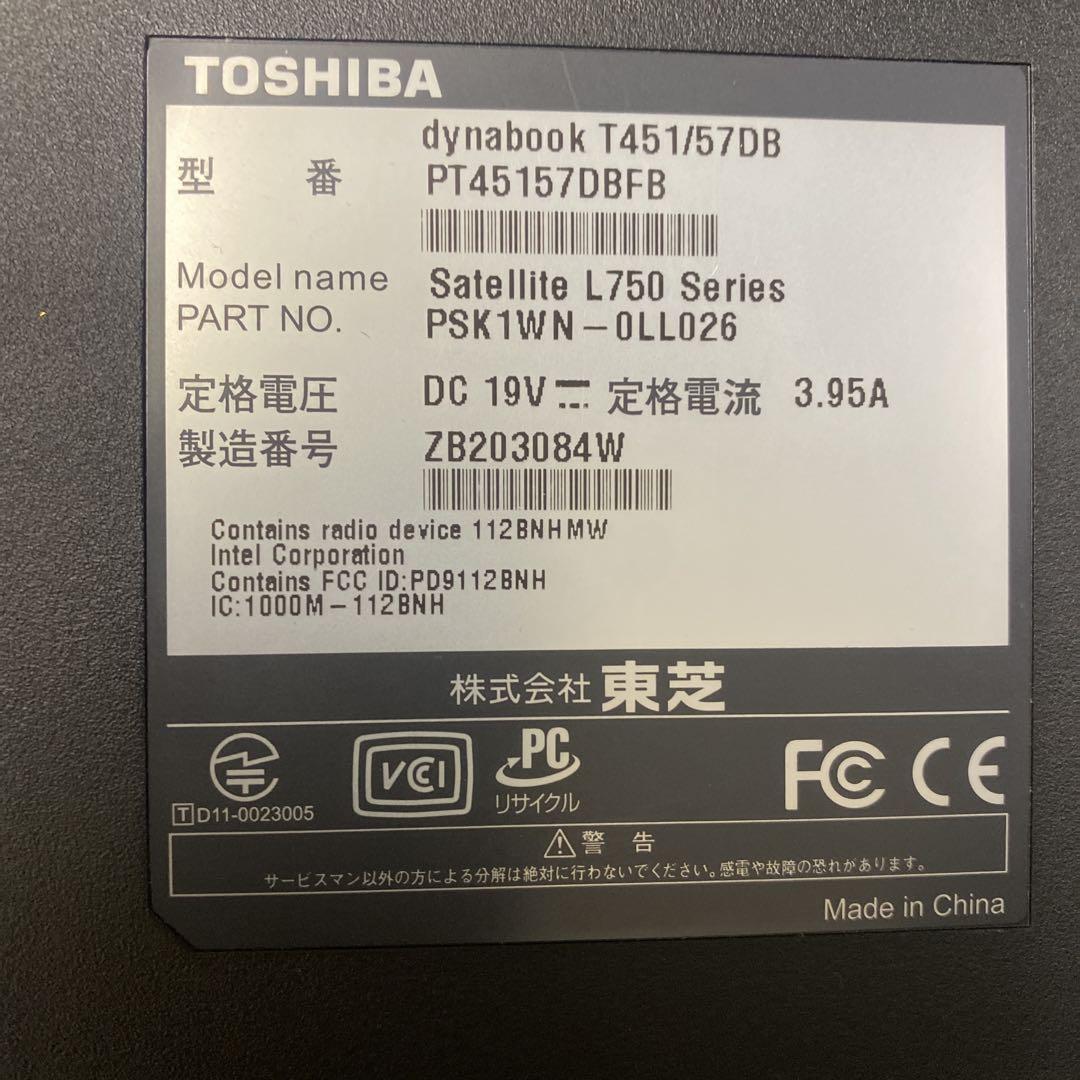 TOSHIBA
dynabook T451/57DB
型 番 PT45157DBFB
Model name Satellite L750 Series
PART NO. PSK1WN-0LL026
定格電圧 DC 19V 定格電流 3.95A
製造番号 ZB203084W
Contains radio device 112BNHMW
Intel Corporation
Contains FCC ID:PD9112BNH
IC:1000M-112BNH
株式会社 東芝
T D11-0023005
VCCI
PC
リサイクル
FC CE
警 告
サービスマン以外の方による分解は絶対に行わないでください。感電や故障の恐れがあります。
Made in China